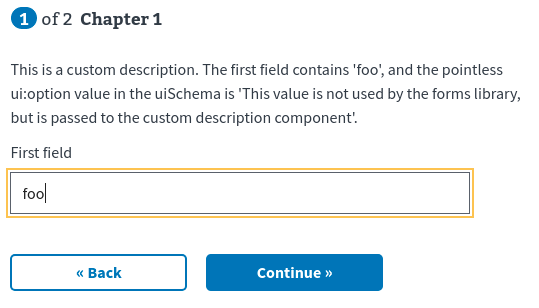 1 of 2 Chapter 1
This is a custom description. The first field contains 'foo', and the pointless
ui:option value in the uiSchema is 'This value is not used by the forms library,
but is passed to the custom description component'.
First field
foo
« Back
Continue »